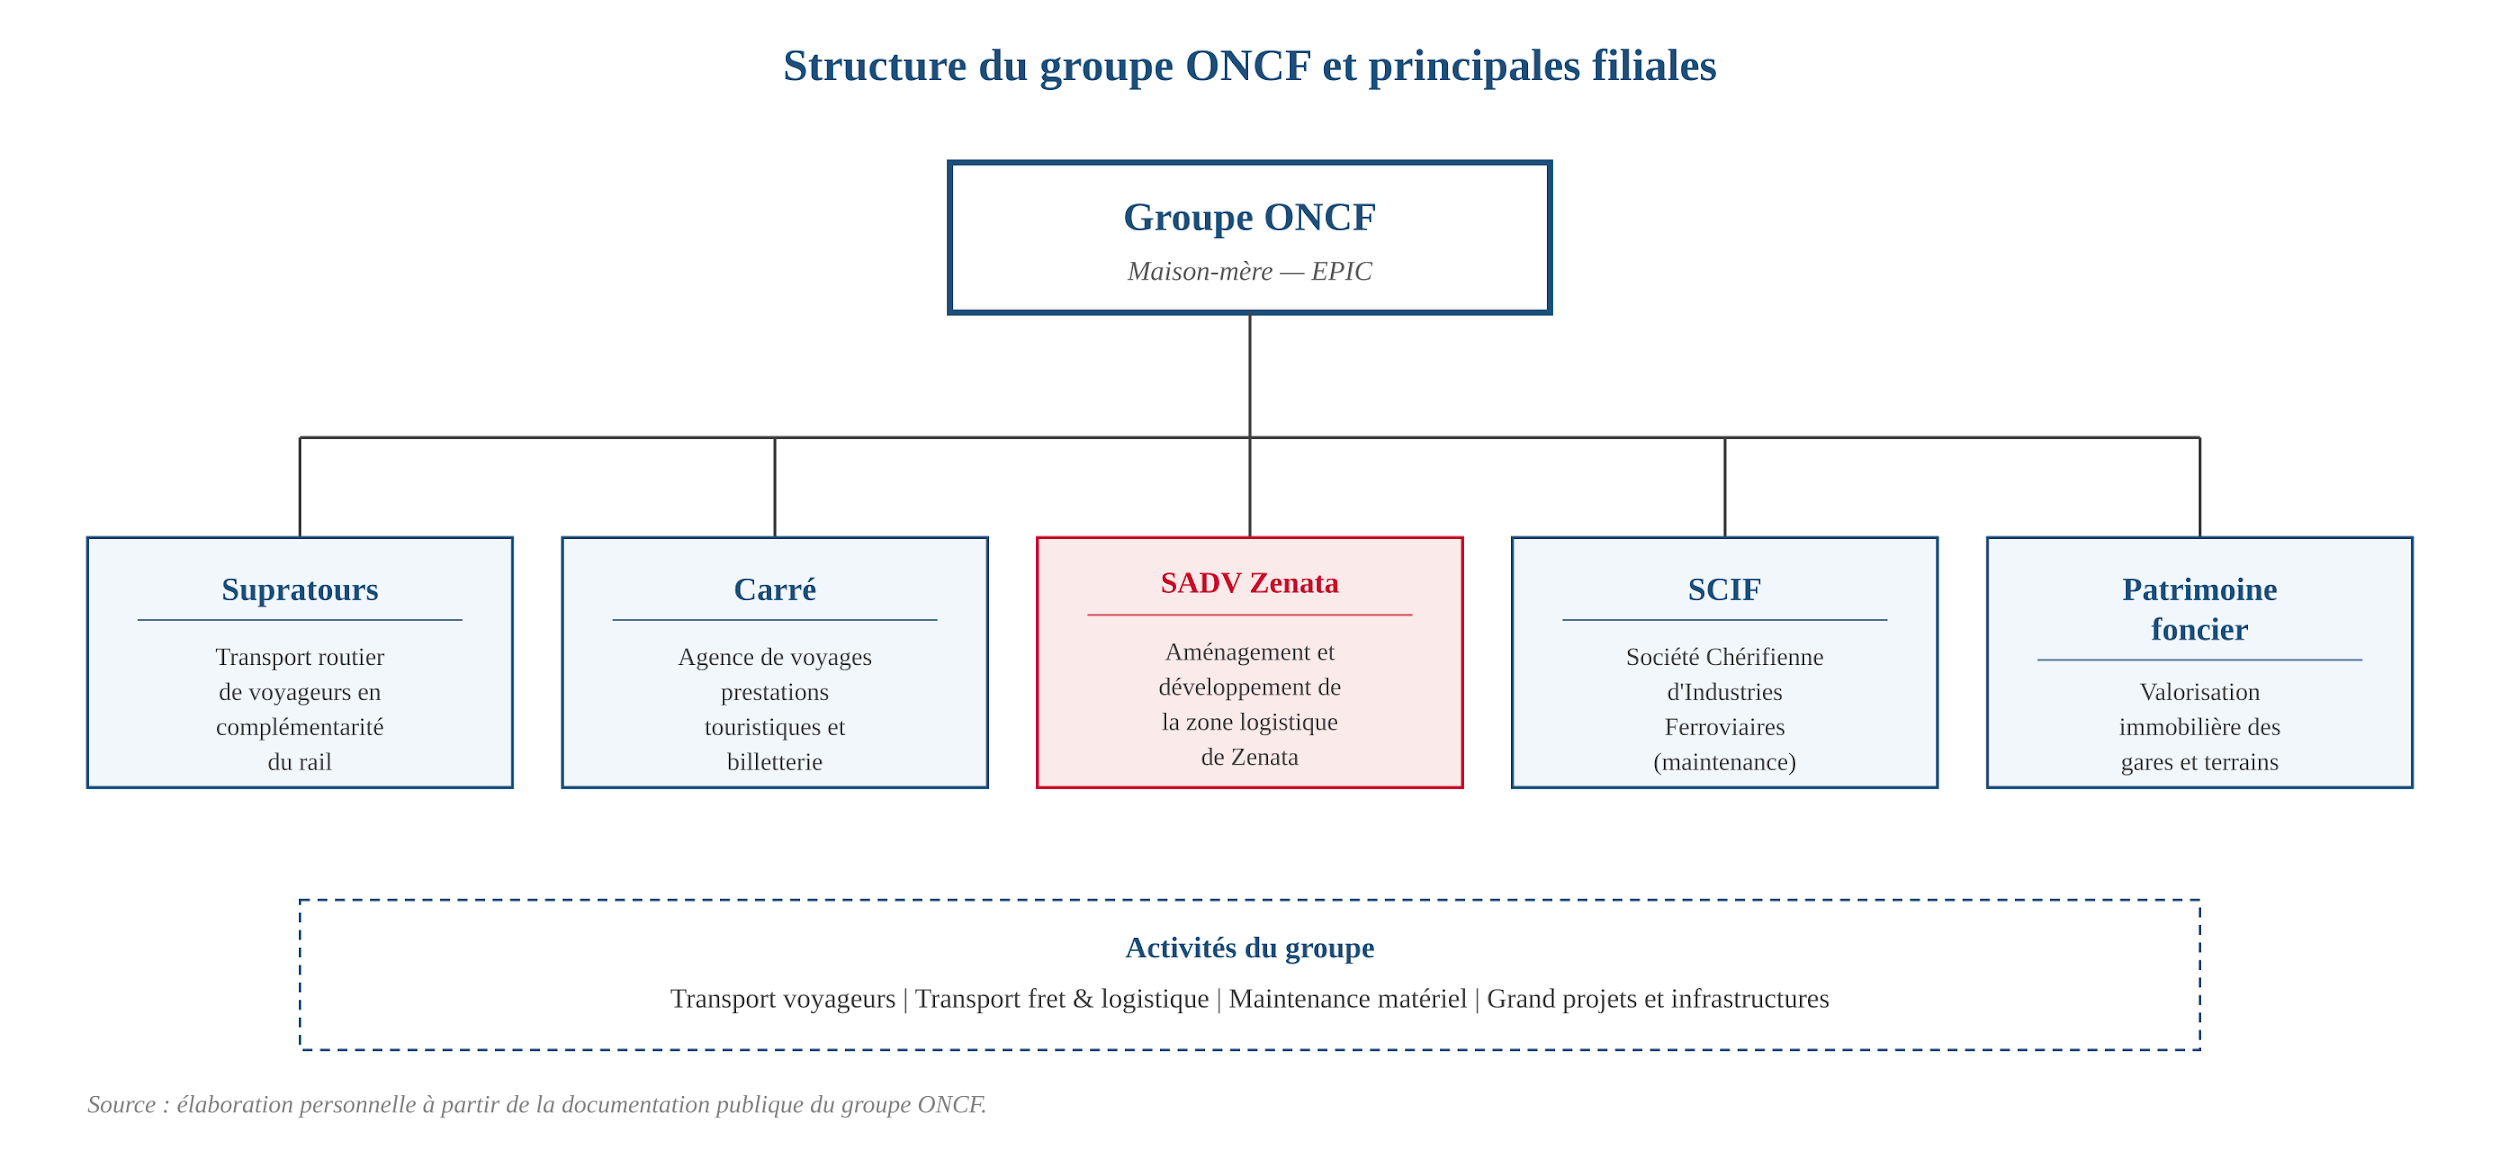 Structure du groupe ONCF et principales filiales
Groupe ONCF
Maison-mère — EPIC
Supratours
Transport routier
de voyageurs en
complémentarité
du rail
Carré
Agence de voyages
prestations
touristiques et
billetterie
SADV Zenata
Aménagement et
développement de
la zone logistique
de Zenata
SCIF
Société Chérifienne
d'Industries
Ferroviaires
(maintenance)
Patrimoine
foncier
Valorisation
immobilière des
gares et terrains
Activités du groupe
Transport voyageurs | Transport fret & logistique | Maintenance matériel | Grand projets et infrastructures
Source : élaboration personnelle à partir de la documentation publique du groupe ONCF.